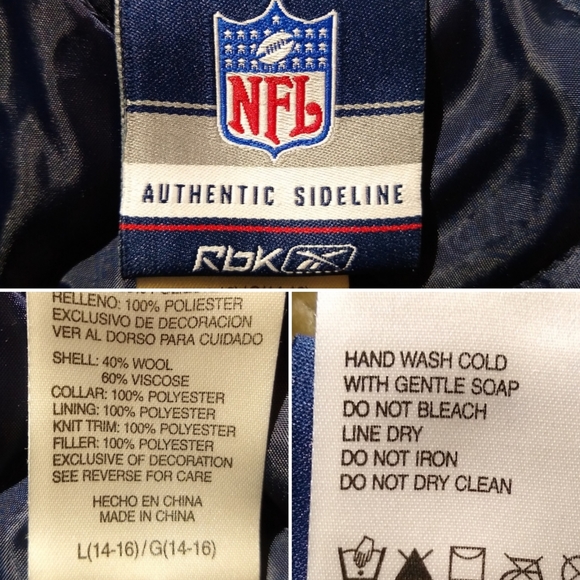 NFL
AUTHENTIC SIDELINE
RBK
RELLENO: 100% POLIESTER
EXCLUSIVO DE DECORACION
VER AL DORSO PARA CUIDADO
SHELL: 40% WOOL
60% VISCOSE
COLLAR: 100% POLYESTER
LINING: 100% POLYESTER
KNIT TRIM: 100% POLYESTER
FILLER: 100% POLYESTER
EXCLUSIVE OF DECORATION
SEE REVERSE FOR CARE
HECHO EN CHINA
MADE IN CHINA
L(14-16)/G(14-16)
HAND WASH COLD
WITH GENTLE SOAP
DO NOT BLEACH
LINE DRY
DO NOT IRON
DO NOT DRY CLEAN